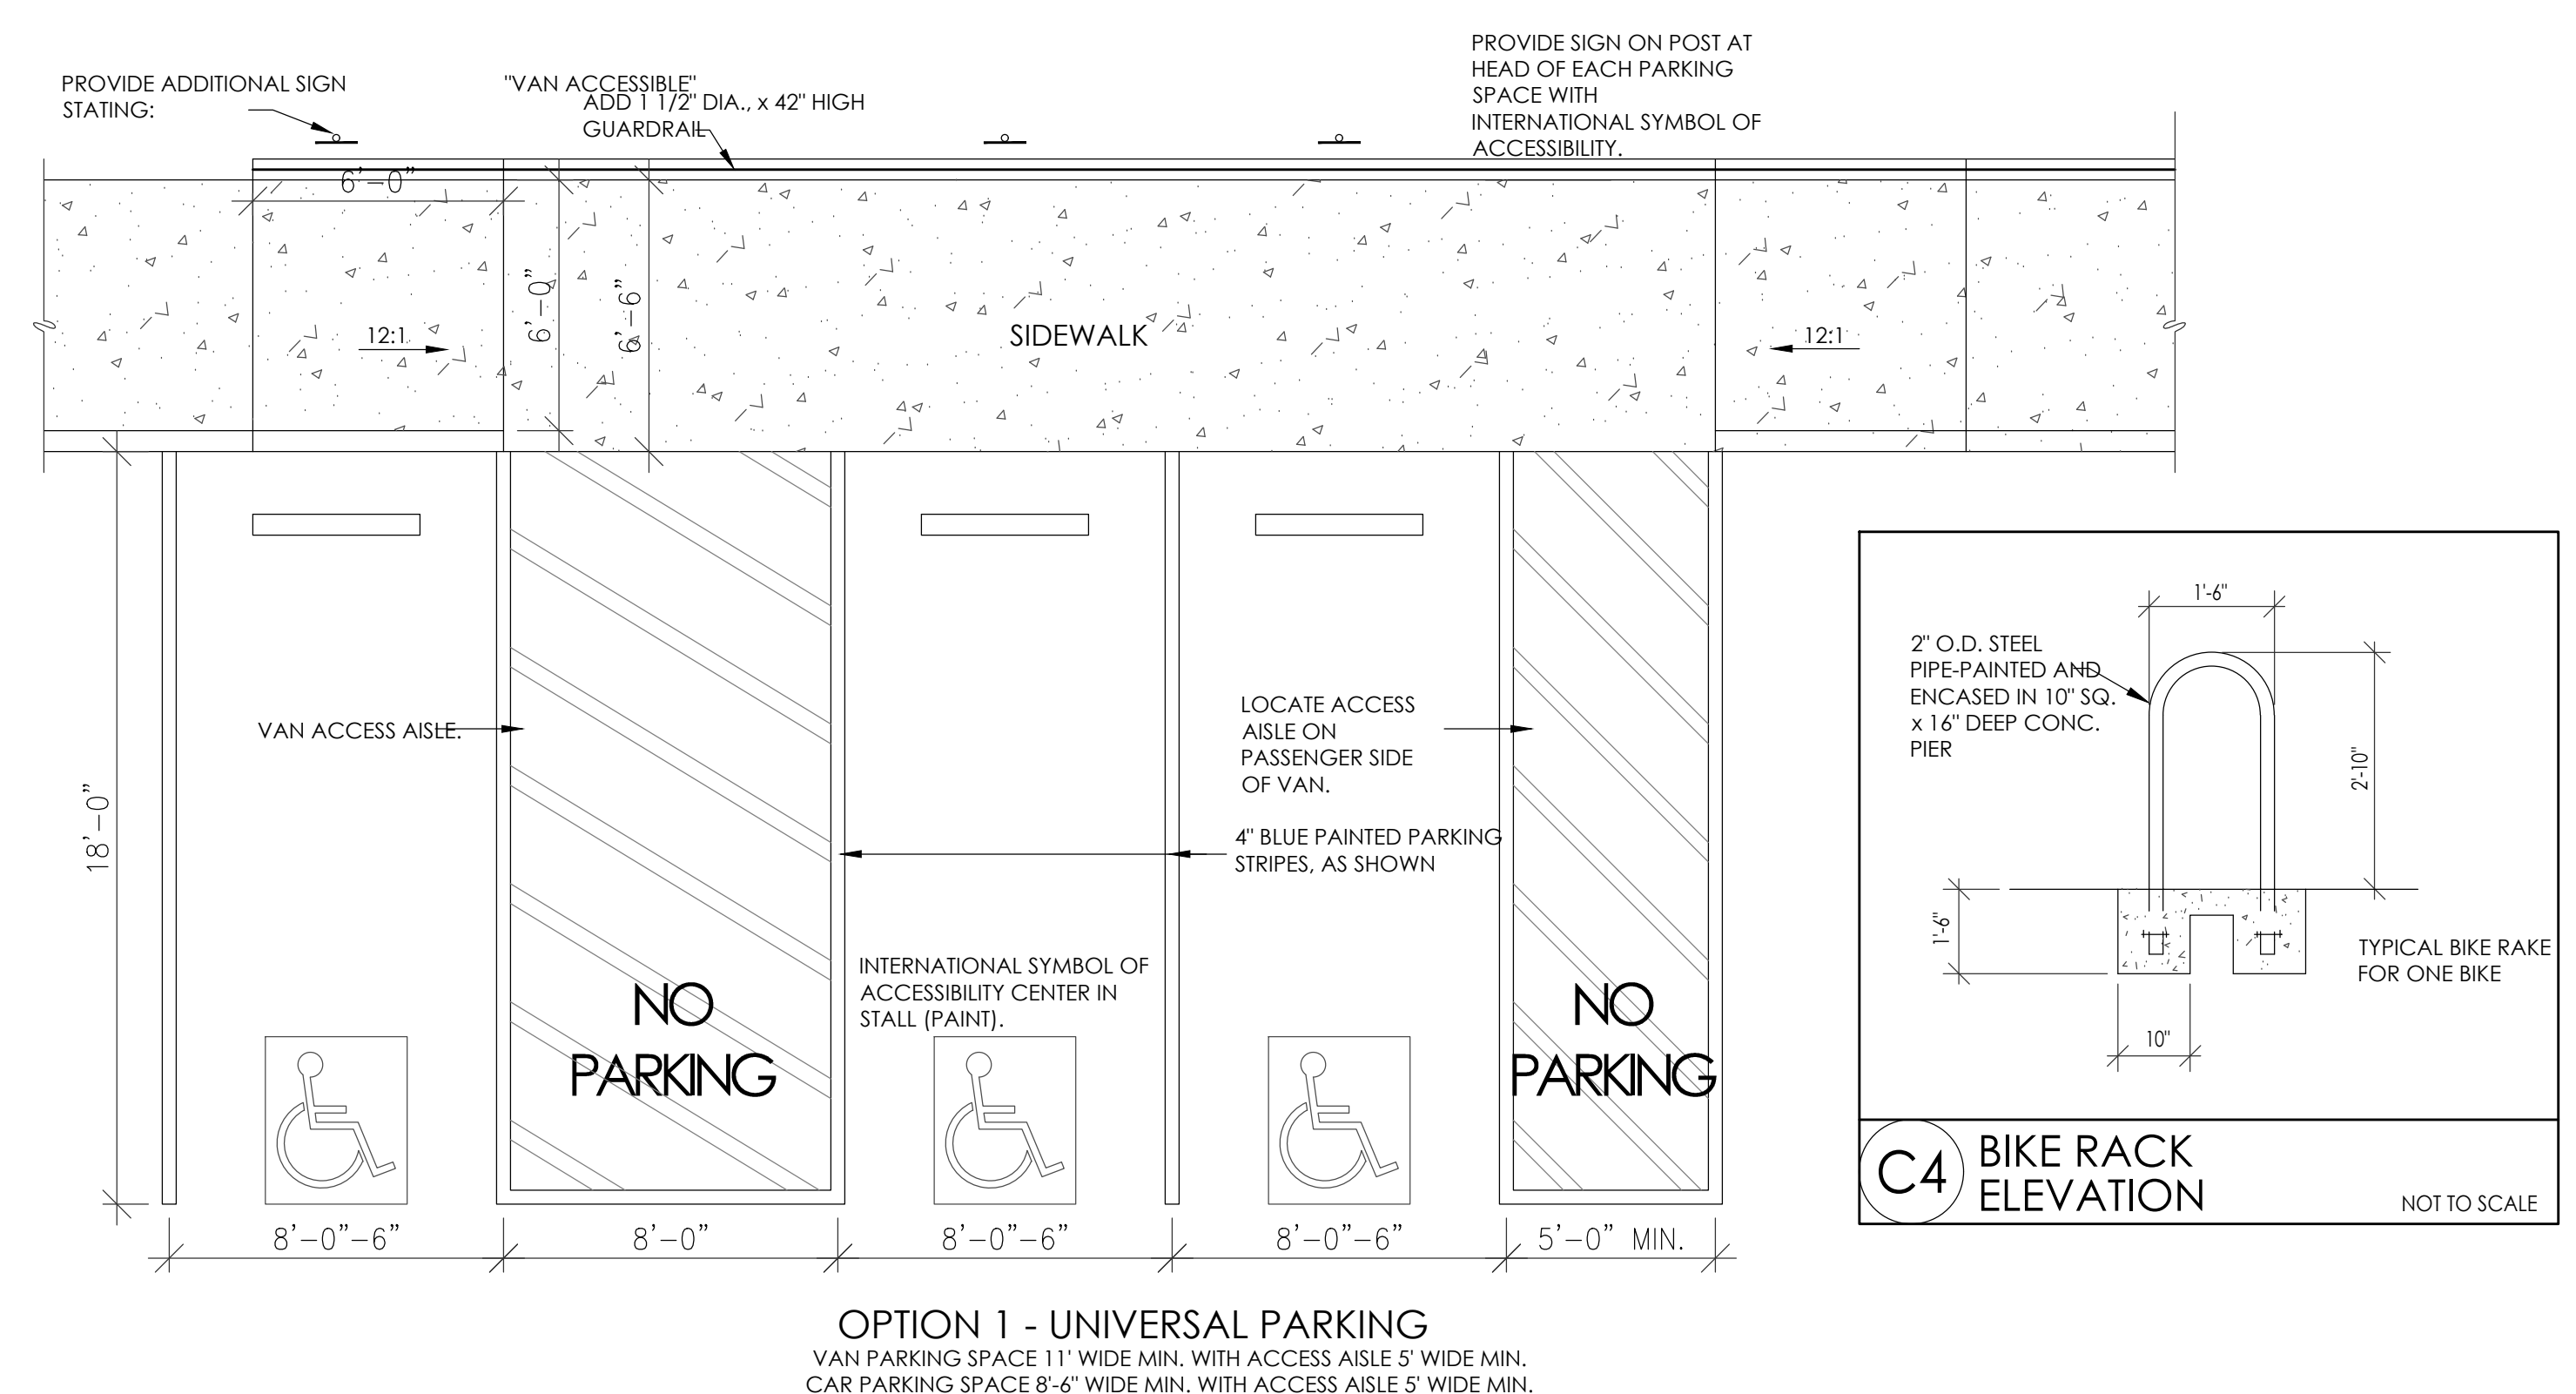 PROVIDE SIGN ON POST AT
HEAD OF EACH PARKING
SPACE WITH
INTERNATIONAL SYMBOL OF
ACCESSIBILITY.
PROVIDE ADDITIONAL SIGN
STATING:
"VAN ACCESSIBLE"
ADD 1 1/2" DIA., x 42" HIGH
GUARDRAIL
6'-0"
6'-0"
6'-6"
12:1
SIDEWALK
12:1
18'-0"
VAN ACCESS AISLE.
LOCATE ACCESS
AISLE ON
PASSENGER SIDE
OF VAN.
4" BLUE PAINTED PARKING
STRIPES, AS SHOWN
INTERNATIONAL SYMBOL OF
ACCESSIBILITY CENTER IN
STALL (PAINT).
NO
PARKING
NO
PARKING
8'-0"-6"
8'-0"
8'-0"-6"
8'-0"-6"
5'-0" MIN.
OPTION 1 - UNIVERSAL PARKING
VAN PARKING SPACE 11' WIDE MIN. WITH ACCESS AISLE 5' WIDE MIN.
CAR PARKING SPACE 8'-6" WIDE MIN. WITH ACCESS AISLE 5' WIDE MIN.
1'-6"
2" O.D. STEEL
PIPE-PAINTED AND
ENCASED IN 10" SQ.
x 16" DEEP CONC.
PIER
2'-10"
1'-6"
10"
TYPICAL BIKE RAKE
FOR ONE BIKE
C4
BIKE RACK
ELEVATION
NOT TO SCALE